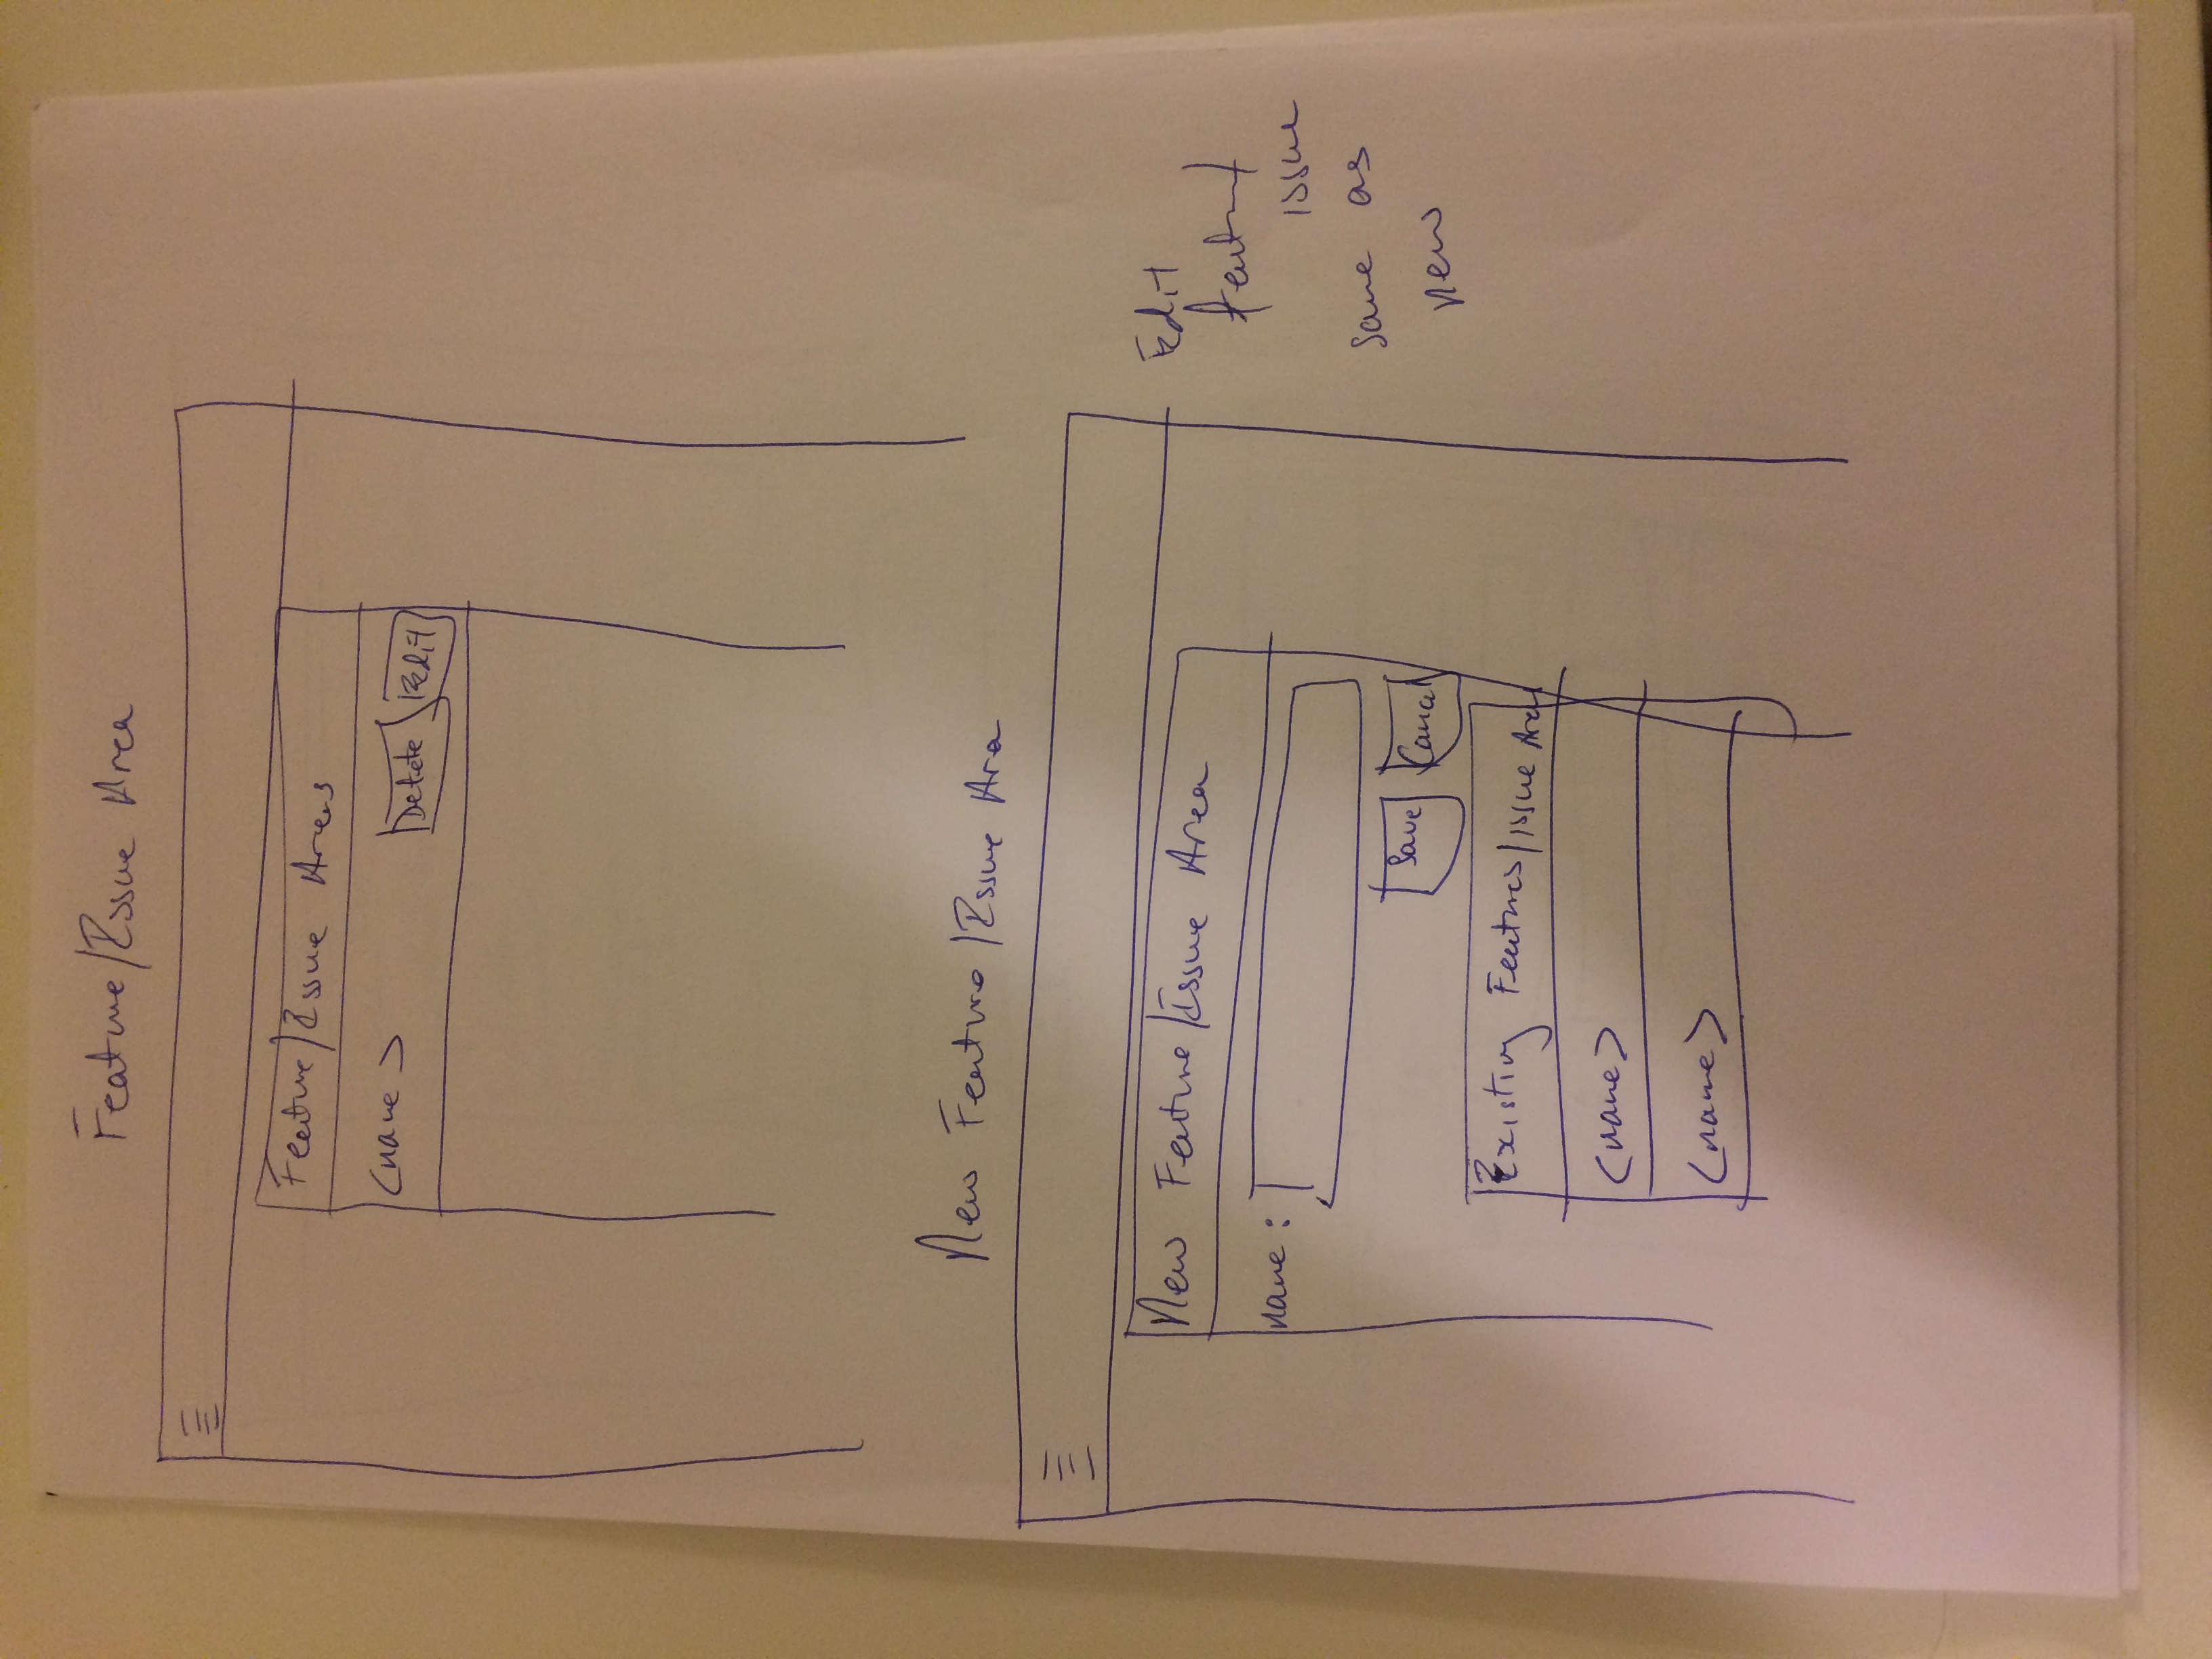 Feature/Issue Area
Feature/Issue Areas
<name>
Delete Edit
New Feature/Issue Area
New Feature/Issue Area
name:
Save Cancel
Existing Features/issue Area
<name>
<name>
Edit
feature/
issue
same as
new